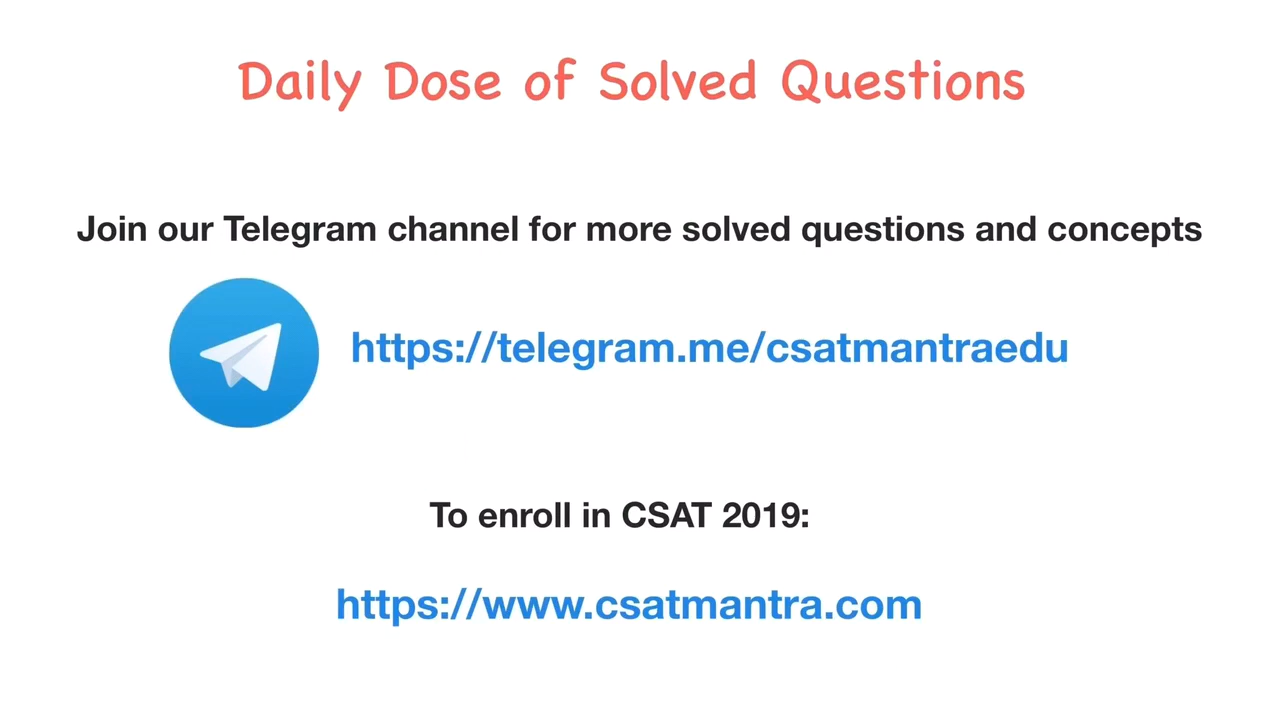 Daily Dose of Solved Questions
Join our Telegram channel for more solved questions and concepts
https://telegram.me/csatmantraedu
To enroll in CSAT 2019:
https://www.csatmantra.com